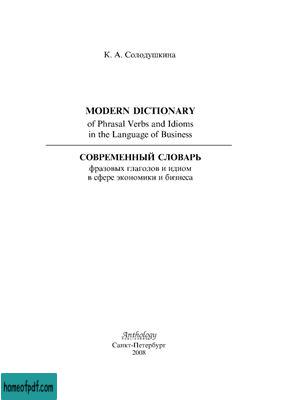 К. А. Солодушкина
MODERN DICTIONARY
of Phrasal Verbs and Idioms
in the Language of Business
СОВРЕМЕННЫЙ СЛОВАРЬ
фразовых глаголов и идиом
в сфере экономики и бизнеса
Anthology
Санкт-Петербург
2008
homeofpdf.com